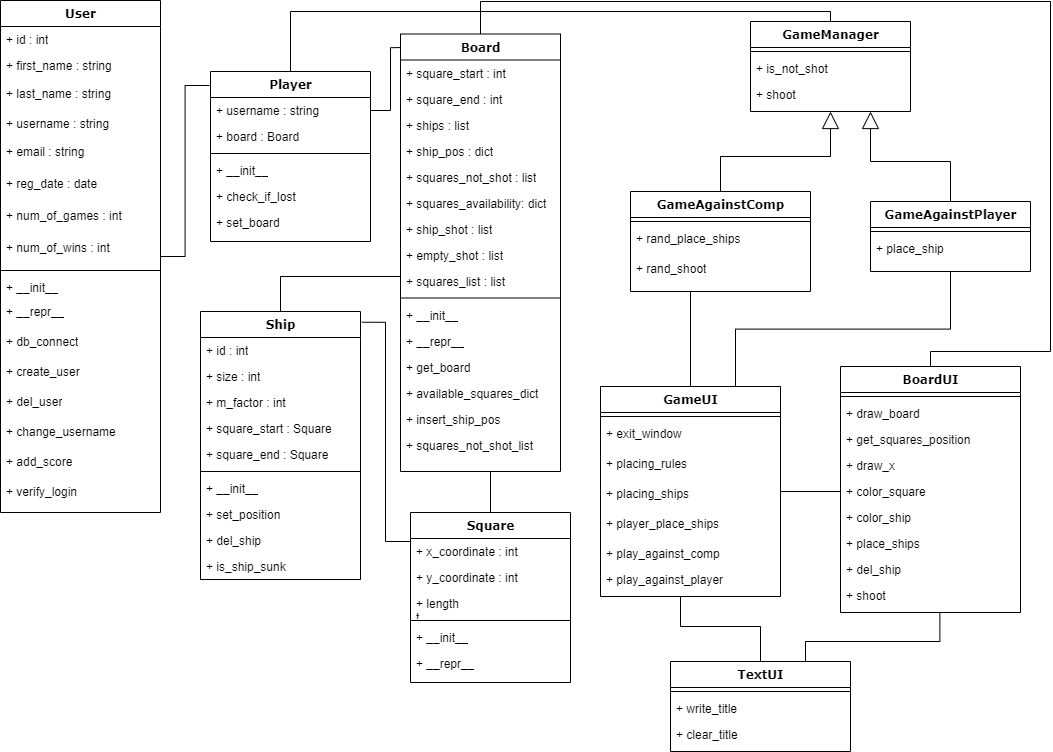 User
+ id : int
+ first_name : string
+ last_name : string
+ username : string
+ email : string
+ reg_date : date
+ num_of_games : int
+ num_of_wins : int
+ __init__
+ __repr__
+ db_connect
+ create_user
+ del_user
+ change_username
+ add_score
+ verify_login
Player
+ username : string
+ board : Board
+ __init__
+ check_if_lost
+ set_board
Board
+ square_start : int
+ square_end : int
+ ships : list
+ ship_pos : dict
+ squares_not_shot : list
+ squares_availability: dict
+ ship_shot : list
+ empty_shot : list
+ squares_list : list
+ __init__
+ __repr__
+ get_board
+ available_squares_dict
+ insert_ship_pos
+ squares_not_shot_list
Ship
+ id : int
+ size : int
+ m_factor : int
+ square_start : Square
+ square_end : Square
+ __init__
+ set_position
+ del_ship
+ is_ship_sunk
Square
+ x_coordinate : int
+ y_coordinate : int
+ length
+ __init__
+ __repr__
GameManager
+ is_not_shot
+ shoot
GameAgainstComp
+ rand_place_ships
+ rand_shoot
GameAgainstPlayer
+ place_ship
GameUI
+ exit_window
+ placing_rules
+ placing_ships
+ player_place_ships
+ play_against_comp
+ play_against_player
BoardUI
+ draw_board
+ get_squares_position
+ draw_x
+ color_square
+ color_ship
+ place_ships
+ del_ship
+ shoot
TextUI
+ write_title
+ clear_title